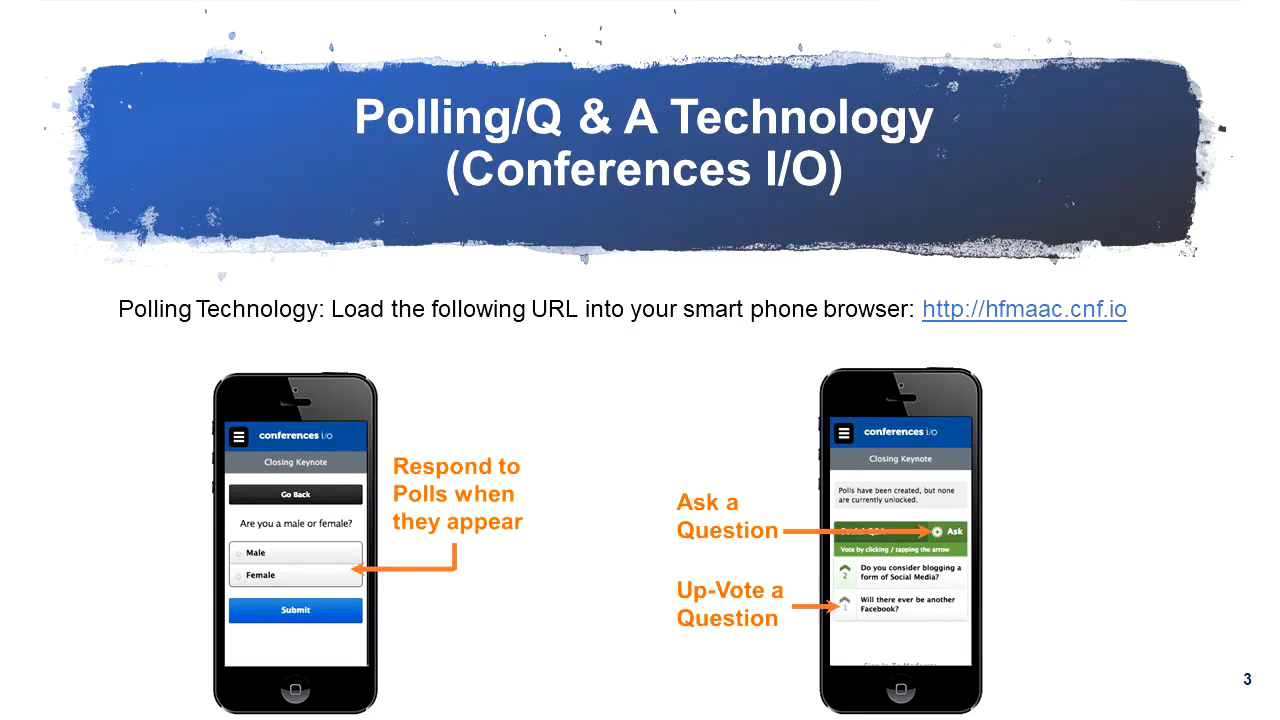 Polling/Q & A Technology
(Conferences I/O)
Polling Technology: Load the following URL into your smart phone browser: http://hfmaac.cnf.io
conferences i/o
Closing Keynote
Go Back
Are you a male or female?
Male
Female
Submit
Respond to
Polls when
they appear
Ask a
Question
Up-Vote a
Question
conferences i/o
Closing Keynote
Polls have been created, but none
are currently unlocked.
Ask
Vote by clicking / tapping the arrow
2
Do you consider blogging a
form of Social Media?
1
Will there ever be another
Facebook?
3